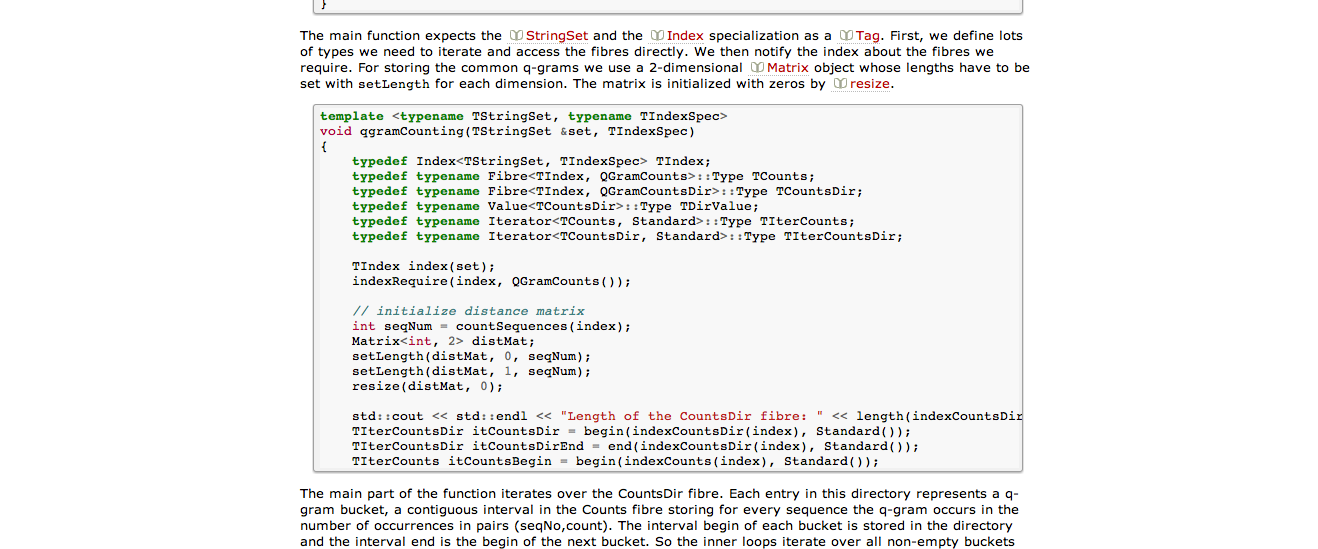 }
The main function expects the StringSet and the Index specialization as a Tag. First, we define lots
of types we need to iterate and access the fibres directly. We then notify the index about the fibres we
require. For storing the common q-grams we use a 2-dimensional Matrix object whose lengths have to be
set with setLength for each dimension. The matrix is initialized with zeros by resize.
template <typename TStringSet, typename TIndexSpec>
void qgramCounting(TStringSet &set, TIndexSpec)
{
    typedef Index<TStringSet, TIndexSpec> TIndex;
    typedef typename Fibre<TIndex, QGramCounts>::Type TCounts;
    typedef typename Fibre<TIndex, QGramCountsDir>::Type TCountsDir;
    typedef typename Value<TCountsDir>::Type TDirValue;
    typedef typename Iterator<TCounts, Standard>::Type TIterCounts;
    typedef typename Iterator<TCountsDir, Standard>::Type TIterCountsDir;
    TIndex index(set);
    indexRequire(index, QGramCounts());
    // initialize distance matrix
    int seqNum = countSequences(index);
    Matrix<int, 2> distMat;
    setLength(distMat, 0, seqNum);
    setLength(distMat, 1, seqNum);
    resize(distMat, 0);
    std::cout << std::endl << "Length of the CountsDir fibre: " << length(indexCountsDir
    TIterCountsDir itCountsDir = begin(indexCountsDir(index), Standard());
    TIterCountsDir itCountsDirEnd = end(indexCountsDir(index), Standard());
    TIterCounts itCountsBegin = begin(indexCounts(index), Standard());
The main part of the function iterates over the CountsDir fibre. Each entry in this directory represents a q-
gram bucket, a contiguous interval in the Counts fibre storing for every sequence the q-gram occurs in the
number of occurrences in pairs (seqNo,count). The interval begin of each bucket is stored in the directory
and the interval end is the begin of the next bucket. So the inner loops iterate over all non-empty buckets